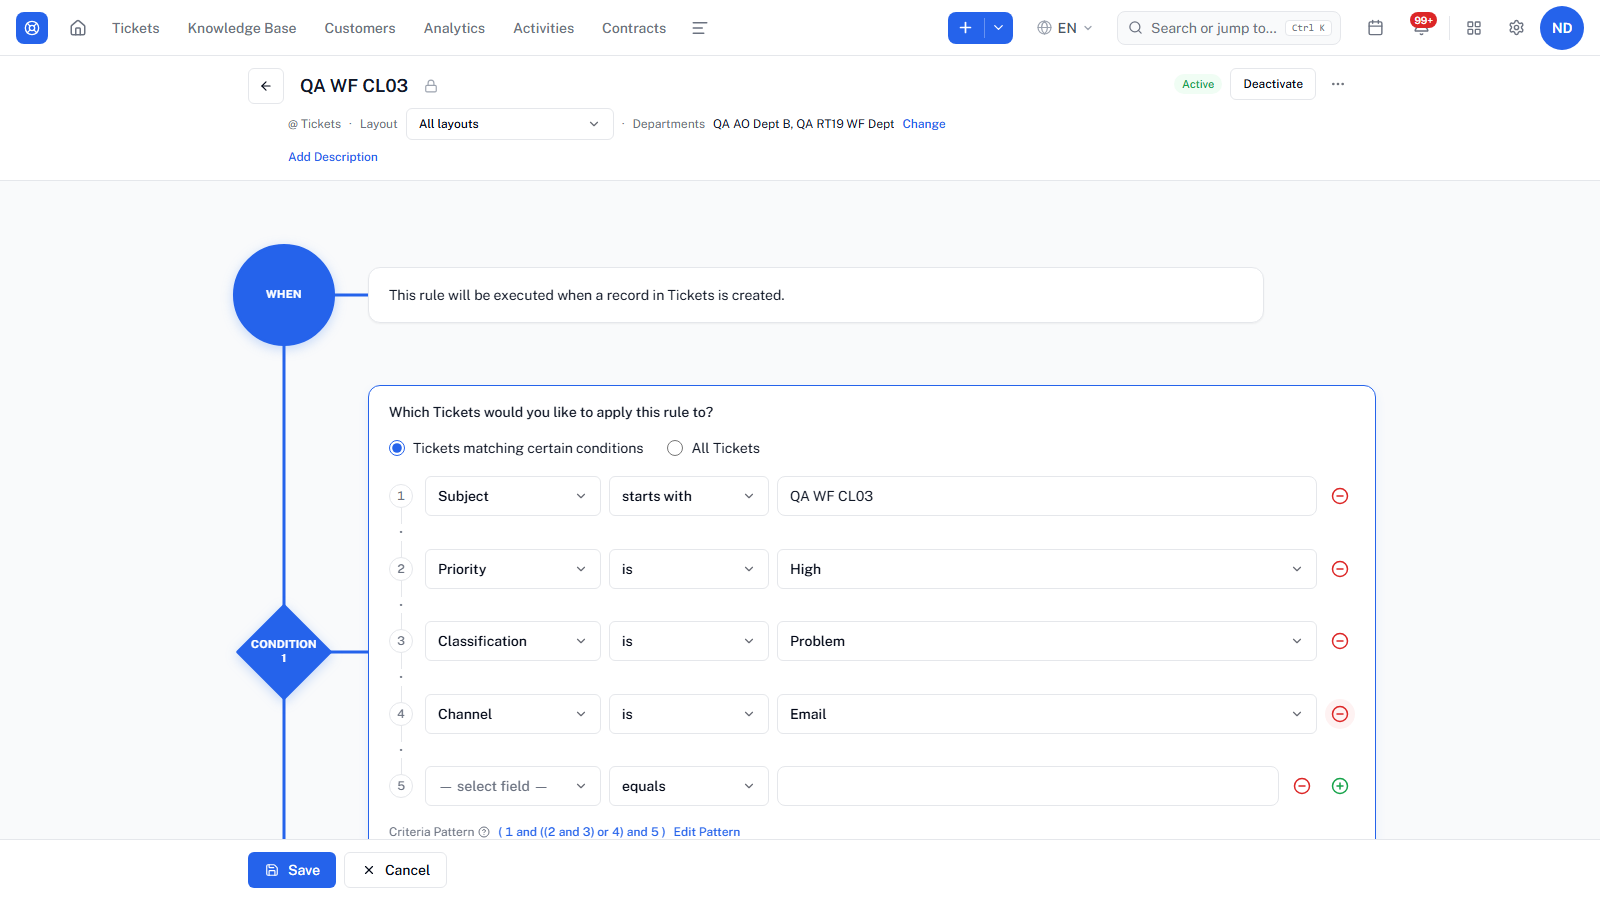 Tickets Knowledge Base Customers Analytics Activities Contracts EN Search or jump to... Ctrl K 99+ ND
QA WF CL03 Active Deactivate
@ Tickets · Layout All layouts · Departments QA AO Dept B, QA RT19 WF Dept Change
Add Description
WHEN
This rule will be executed when a record in Tickets is created.
Which Tickets would you like to apply this rule to?
Tickets matching certain conditions All Tickets
1 Subject starts with QA WF CL03
2 Priority is High
3 Classification is Problem
CONDITION
1
4 Channel is Email
5 — select field — equals
Criteria Pattern ( 1 and ((2 and 3) or 4) and 5 ) Edit Pattern
Save Cancel